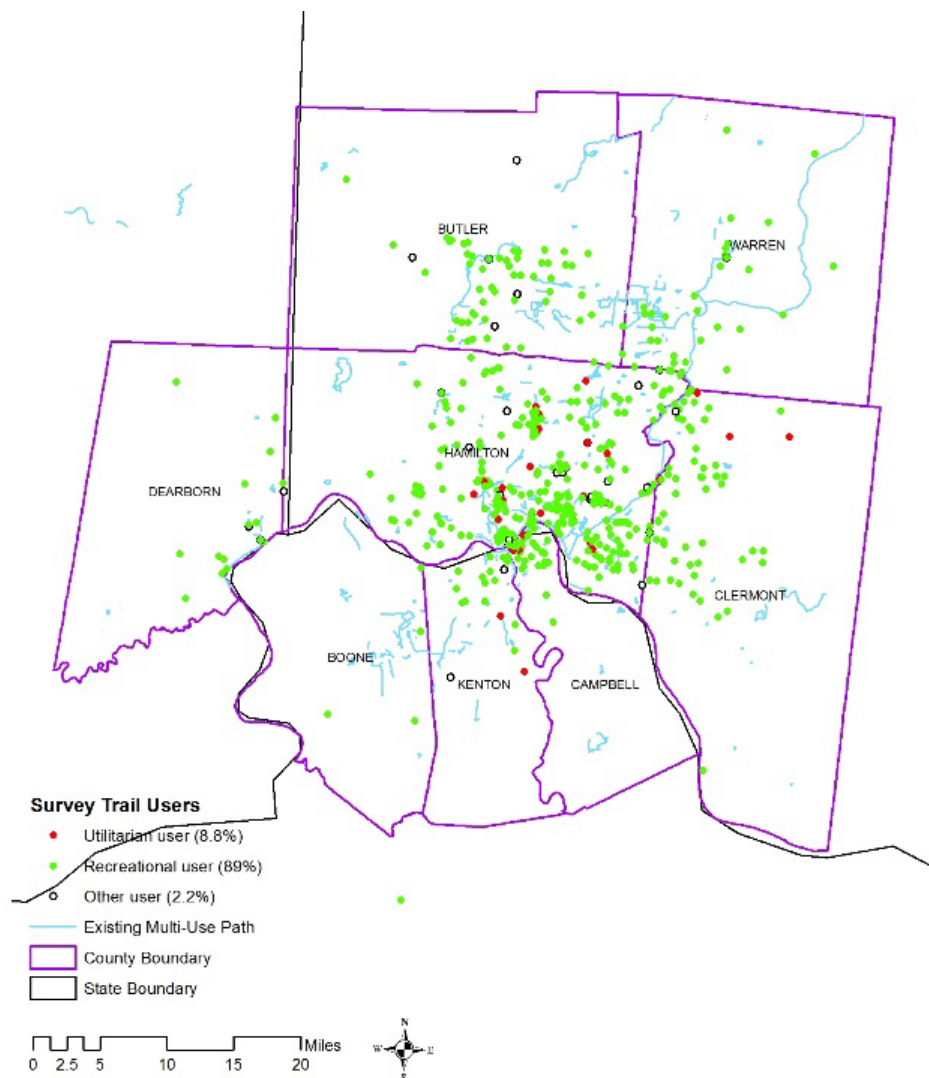 BUTLER
WARREN
HAMILTON
DEARBORN
CLERMONT
BOONE
KENTON
CAMPBELL
Survey Trail Users
Utilitarian user (8.8%)
Recreational user (89%)
Other user (2.2%)
Existing Multi-Use Path
County Boundary
State Boundary
Miles
0 2.5 5 10 15 20
N
W E
S